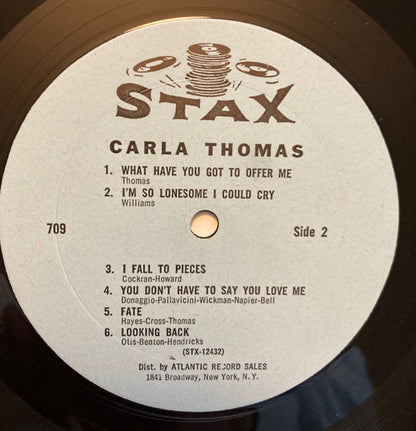 STAX
CARLA THOMAS
1. WHAT HAVE YOU GOT TO OFFER ME
Thomas
2. I'M SO LONESOME I COULD CRY
Williams
709
Side 2
3. I FALL TO PIECES
Cockran-Howard
4. YOU DON'T HAVE TO SAY YOU LOVE ME
Donaggio-Pallavicini-Wickman-Napier-Bell
5. FATE
Hayes-Cross-Thomas
6. LOOKING BACK
Otis-Benton-Hendricks
(STX-12432)
Dist. by ATLANTIC RECORD SALES
1841 Broadway, New York, N.Y.